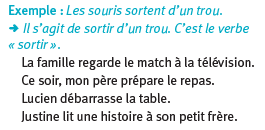 Exemple : Les souris sortent d’un trou.
➔ Il s’agit de sortir d’un trou. C’est le verbe
« sortir ».
La famille regarde le match à la télévision.
Ce soir, mon père prépare le repas.
Lucien débarrasse la table.
Justine lit une histoire à son petit frère.